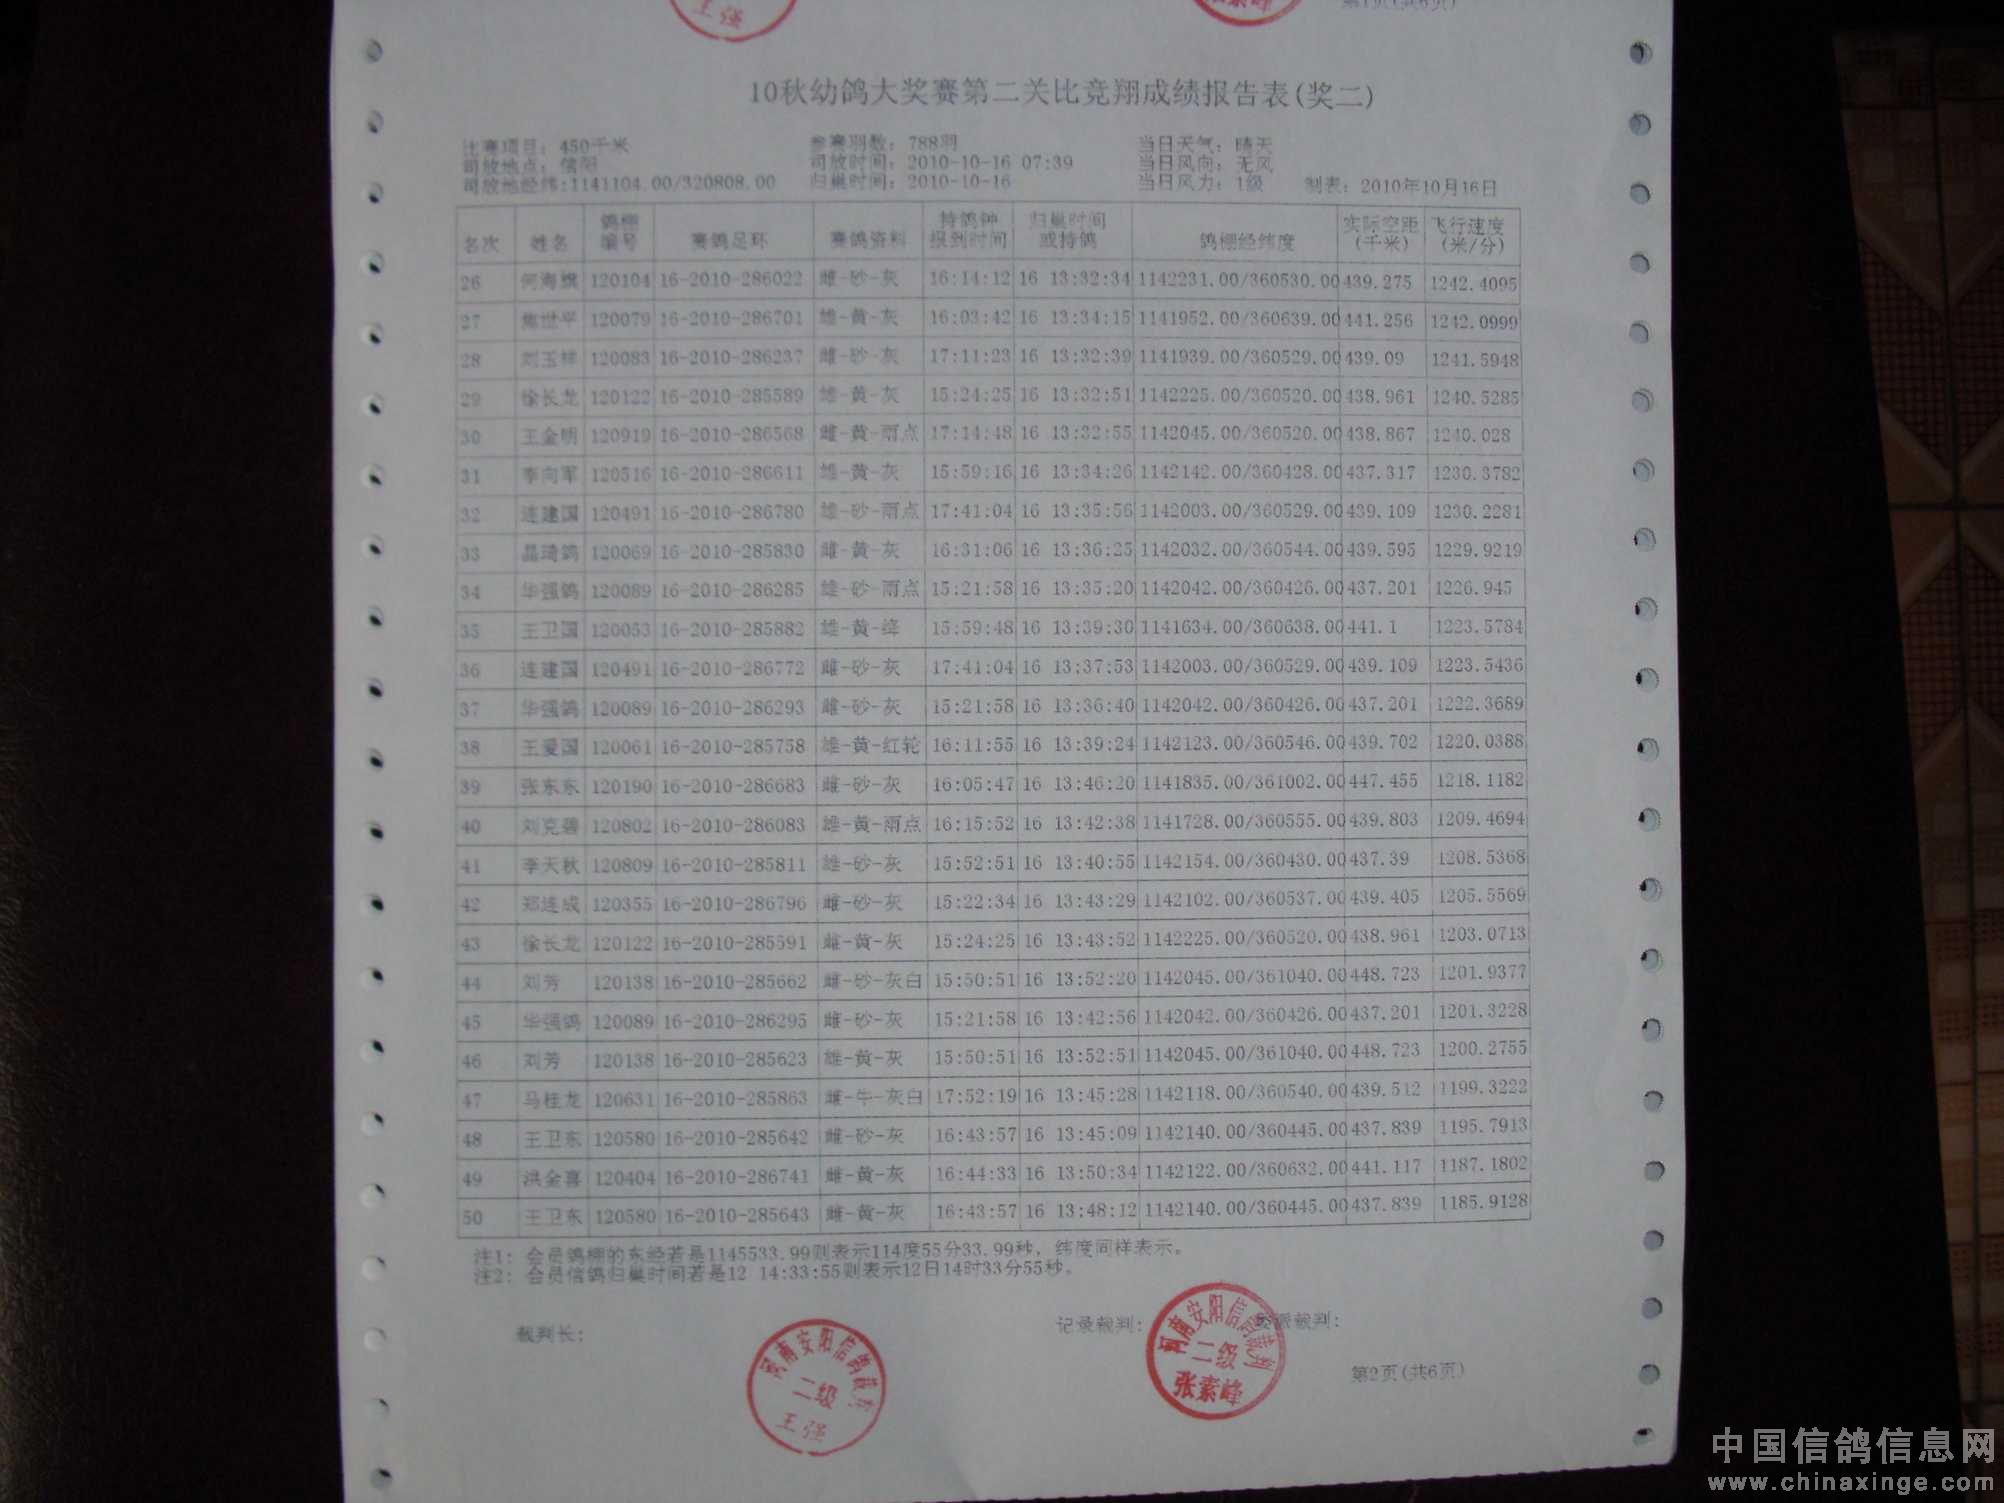 王强
第1页(共6页)
10秋幼鸽大奖赛第二关比竞翔成绩报告表(奖二)
比赛项目: 450千米 参赛羽数: 788羽 当日天气: 晴天
司放地点: 信阳 司放时间: 2010-10-16 07:39 当日风向: 无风
司放地经纬:1141104.00/320808.00 归巢时间: 2010-10-16 当日风力: 1级 制表: 2010年10月16日
名次 姓名 鸽棚编号 赛鸽足环 赛鸽资料 持鸽钟报到时间 归巢时间或持鸽 鸽棚经纬度 实际空距(千米) 飞行速度(米/分)
26 何海旗 120104 16-2010-286022 雌-砂-灰 16:14:12 16 13:32:34 1142231.00/360530.00 439.275 1242.4095
27 焦世平 120079 16-2010-286701 雄-黄-灰 16:03:42 16 13:34:15 1141952.00/360639.00 441.256 1242.0999
28 刘玉祥 120083 16-2010-286237 雌-砂-灰 17:11:23 16 13:32:39 1141939.00/360529.00 439.09 1241.5948
29 徐长龙 120122 16-2010-285589 雄-黄-灰 15:24:25 16 13:32:51 1142225.00/360520.00 438.961 1240.5285
30 王金明 120919 16-2010-286568 雌-黄-雨点 17:14:48 16 13:32:55 1142045.00/360520.00 438.867 1240.028
31 李向军 120516 16-2010-286611 雄-黄-灰 15:59:16 16 13:34:26 1142142.00/360428.00 437.317 1230.3782
32 连建国 120491 16-2010-286780 雄-砂-雨点 17:41:04 16 13:35:56 1142003.00/360529.00 439.109 1230.2281
33 晶琦鸽 120069 16-2010-285830 雌-黄-灰 16:31:06 16 13:36:25 1142032.00/360544.00 439.595 1229.9219
34 华强鸽 120089 16-2010-286285 雄-砂-雨点 15:21:58 16 13:35:20 1142042.00/360426.00 437.201 1226.945
35 王卫国 120053 16-2010-285882 雄-黄-绛 15:59:48 16 13:39:30 1141634.00/360638.00 441.1 1223.5784
36 连建国 120491 16-2010-286772 雌-砂-灰 17:41:04 16 13:37:53 1142003.00/360529.00 439.109 1223.5436
37 华强鸽 120089 16-2010-286293 雌-砂-灰 15:21:58 16 13:36:40 1142042.00/360426.00 437.201 1222.3689
38 王爱国 120061 16-2010-285758 雄-黄-红轮 16:11:55 16 13:39:24 1142123.00/360546.00 439.702 1220.0388
39 张东东 120190 16-2010-286683 雌-砂-灰 16:05:47 16 13:46:20 1141835.00/361002.00 447.455 1218.1182
40 刘克碧 120802 16-2010-286083 雄-黄-雨点 16:15:52 16 13:42:38 1141728.00/360555.00 439.803 1209.4694
41 李天秋 120809 16-2010-285811 雄-砂-灰 15:52:51 16 13:40:55 1142154.00/360430.00 437.39 1208.5368
42 郑连成 120355 16-2010-286796 雌-砂-灰 15:22:34 16 13:43:29 1142102.00/360537.00 439.405 1205.5569
43 徐长龙 120122 16-2010-285591 雌-黄-灰 15:24:25 16 13:43:52 1142225.00/360520.00 438.961 1203.0713
44 刘芳 120138 16-2010-285662 雌-砂-灰白 15:50:51 16 13:52:20 1142045.00/361040.00 448.723 1201.9377
45 华强鸽 120089 16-2010-286295 雌-砂-灰 15:21:58 16 13:42:56 1142042.00/360426.00 437.201 1201.3228
46 刘芳 120138 16-2010-285623 雄-黄-灰 15:50:51 16 13:52:51 1142045.00/361040.00 448.723 1200.2755
47 马桂龙 120631 16-2010-285863 雌-牛-灰白 17:52:19 16 13:45:28 1142118.00/360540.00 439.512 1199.3222
48 王卫东 120580 16-2010-285642 雌-砂-灰 16:43:57 16 13:45:09 1142140.00/360445.00 437.839 1195.7913
49 洪全喜 120404 16-2010-286741 雌-黄-灰 16:44:33 16 13:50:34 1142122.00/360632.00 441.117 1187.1802
50 王卫东 120580 16-2010-285643 雌-黄-灰 16:43:57 16 13:48:12 1142140.00/360445.00 437.839 1185.9128
注1: 会员鸽棚的东经若是1145533.99则表示114度55分33.99秒, 纬度同样表示。
注2: 会员信鸽归巢时间若是12 14:33:55则表示12日14时33分55秒。
裁判长: 记录裁判: 委派裁判:
河南安阳信鸽裁判
二级
王强
河南安阳信鸽裁判
二级
张素峰
第2页(共6页)
中国信鸽信息网
www.chinaxinge.com